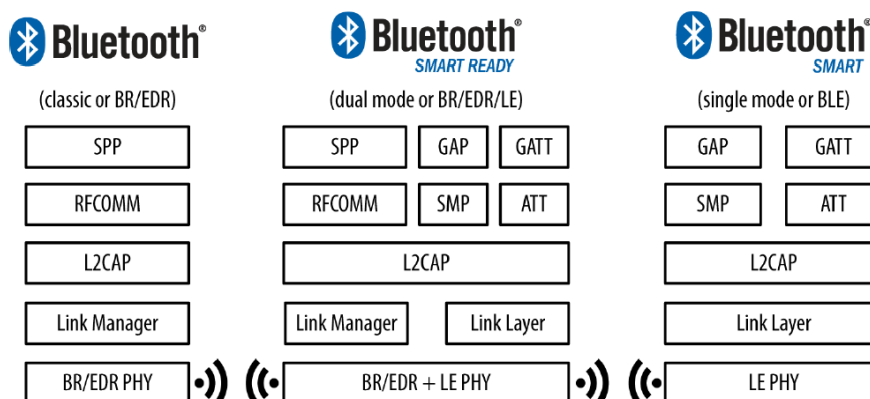 Bluetooth®
(classic or BR/EDR)
SPP
RFCOMM
L2CAP
Link Manager
BR/EDR PHY
Bluetooth®
SMART READY
(dual mode or BR/EDR/LE)
SPP GAP GATT
RFCOMM SMP ATT
L2CAP
Link Manager Link Layer
BR/EDR + LE PHY
Bluetooth®
SMART
(single mode or BLE)
GAP GATT
SMP ATT
L2CAP
Link Layer
LE PHY